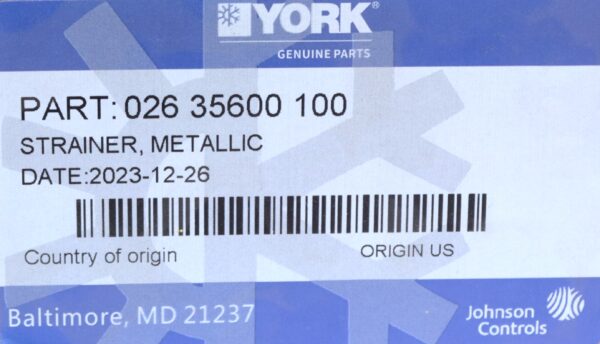 YORK®
GENUINE PARTS
PART: 026 35600 100
STRAINER, METALLIC
DATE:2023-12-26
Country of origin ORIGIN US
Baltimore, MD 21237
Johnson
Controls